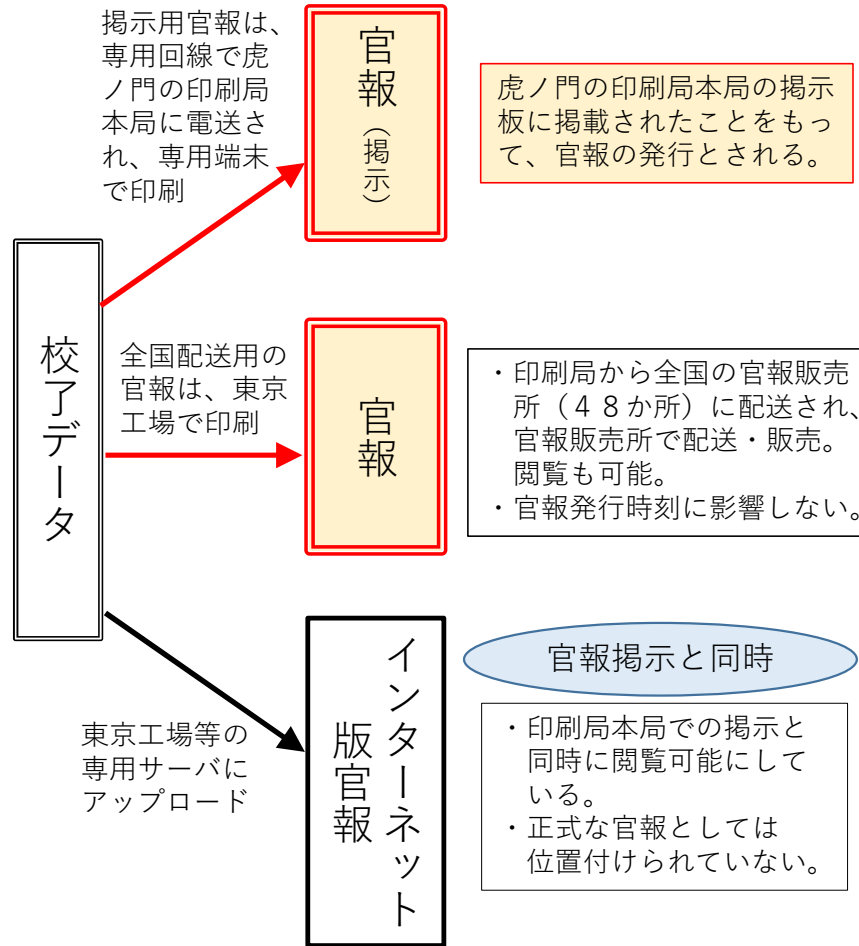 掲示用官報は、
専用回線で虎
ノ門の印刷局
本局に電送さ
れ、専用端末
で印刷
官報（掲示）
虎ノ門の印刷局本局の掲示
板に掲載されたことをもっ
て、官報の発行とされる。
校了データ
全国配送用の
官報は、東京
工場で印刷
官報
・印刷局から全国の官報販売
所（４８か所）に配送され、
官報販売所で配送・販売。
閲覧も可能。
・官報発行時刻に影響しない。
東京工場等の
専用サーバに
アップロード
インターネット
版官報
官報掲示と同時
・印刷局本局での掲示と
同時に閲覧可能にして
いる。
・正式な官報としては
位置付けられていない。